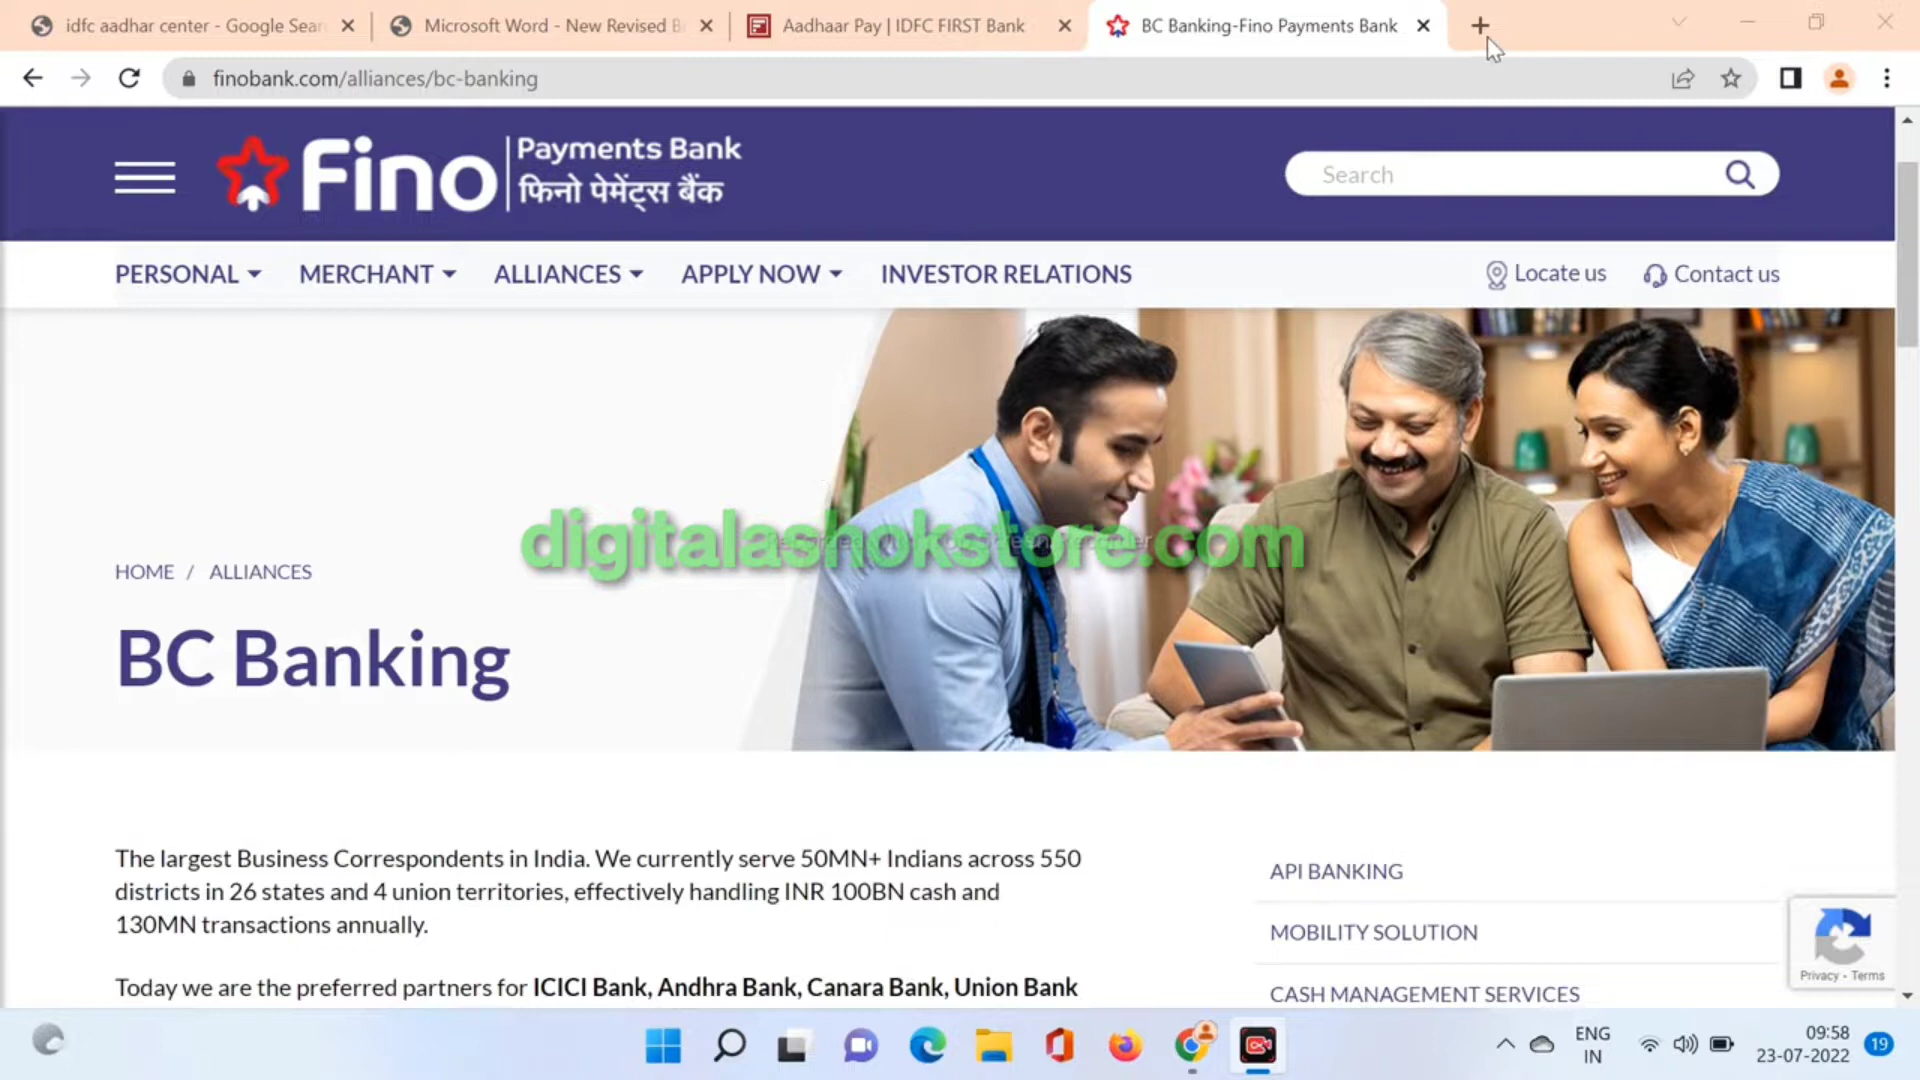 idfc aadhar center - Google Sear
Microsoft Word - New Revised B
Aadhaar Pay | IDFC FIRST Bank
BC Banking-Fino Payments Bank
finobank.com/alliances/bc-banking
Fino
Payments Bank
फिनो पेमेंट्स बैंक
Search
PERSONAL
MERCHANT
ALLIANCES
APPLY NOW
INVESTOR RELATIONS
Locate us
Contact us
digitalashokstore.com
HOME / ALLIANCES
BC Banking
The largest Business Correspondents in India. We currently serve 50MN+ Indians across 550
districts in 26 states and 4 union territories, effectively handling INR 100BN cash and
130MN transactions annually.
Today we are the preferred partners for ICICI Bank, Andhra Bank, Canara Bank, Union Bank
API BANKING
MOBILITY SOLUTION
CASH MANAGEMENT SERVICES
Privacy - Terms
ENG
IN
09:58
23-07-2022
19